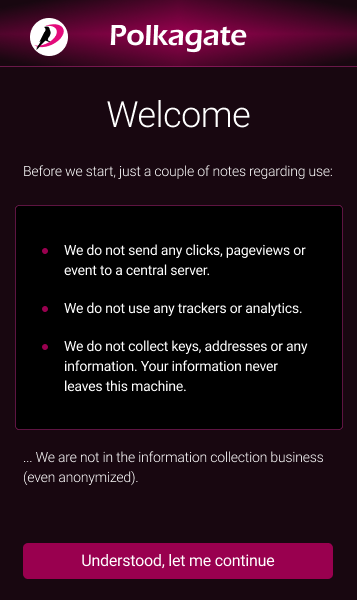 Polkagate
Welcome
Before we start, just a couple of notes regarding use:
We do not send any clicks, pageviews or
event to a central server.
We do not use any trackers or analytics.
We do not collect keys, addresses or any
information. Your information never
leaves this machine.
... We are not in the information collection business
(even anonymized).
Understood, let me continue